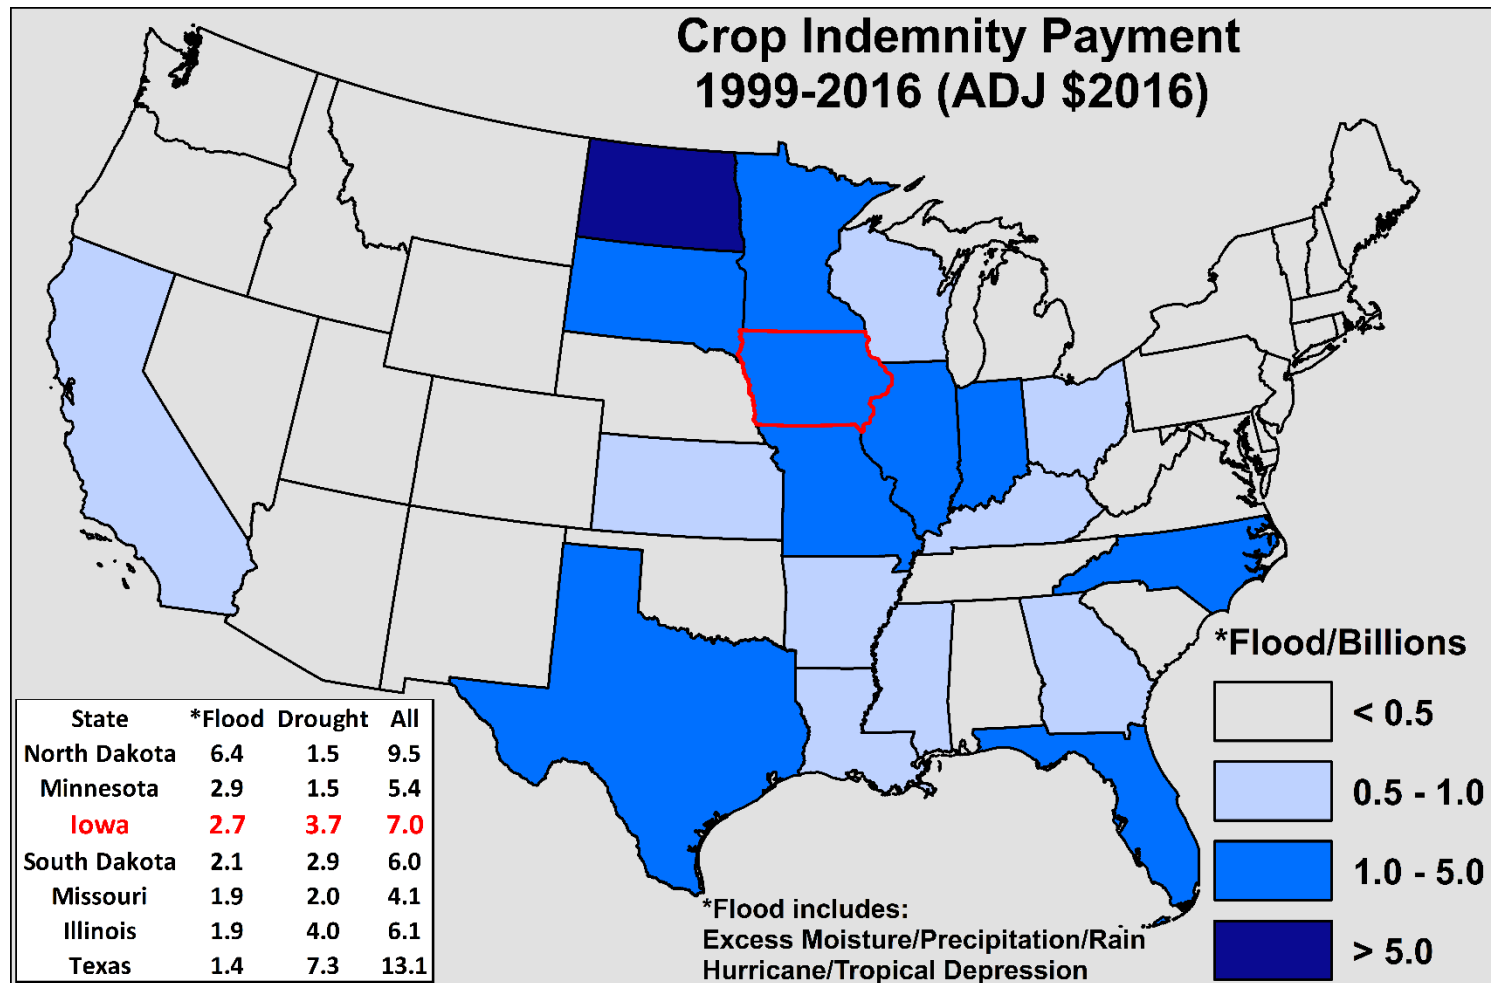 Crop Indemnity Payment
1999-2016 (ADJ $2016)
*Flood/Billions
< 0.5
0.5 - 1.0
1.0 - 5.0
> 5.0
State *Flood Drought All
North Dakota 6.4 1.5 9.5
Minnesota 2.9 1.5 5.4
Iowa 2.7 3.7 7.0
South Dakota 2.1 2.9 6.0
Missouri 1.9 2.0 4.1
Illinois 1.9 4.0 6.1
Texas 1.4 7.3 13.1
*Flood includes:
Excess Moisture/Precipitation/Rain
Hurricane/Tropical Depression